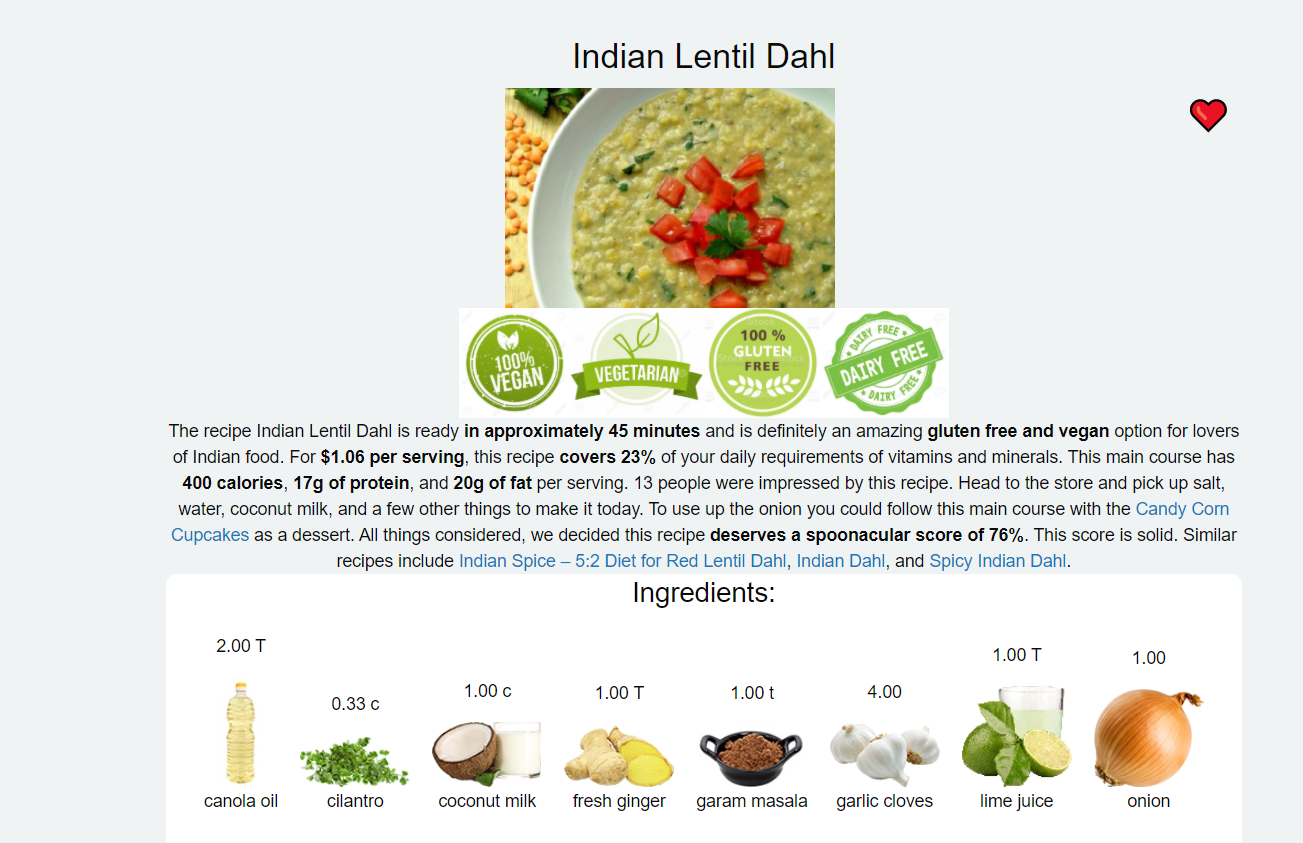 Indian Lentil Dahl
100%
VEGAN
VEGETARIAN
100 %
GLUTEN
FREE
DAIRY FREE
DAIRY FREE
DAIRY FREE
The recipe Indian Lentil Dahl is ready in approximately 45 minutes and is definitely an amazing gluten free and vegan option for lovers
of Indian food. For $1.06 per serving, this recipe covers 23% of your daily requirements of vitamins and minerals. This main course has
400 calories, 17g of protein, and 20g of fat per serving. 13 people were impressed by this recipe. Head to the store and pick up salt,
water, coconut milk, and a few other things to make it today. To use up the onion you could follow this main course with the Candy Corn
Cupcakes as a dessert. All things considered, we decided this recipe deserves a spoonacular score of 76%. This score is solid. Similar
recipes include Indian Spice – 5:2 Diet for Red Lentil Dahl, Indian Dahl, and Spicy Indian Dahl.
Ingredients:
2.00 T
canola oil
0.33 c
cilantro
1.00 c
coconut milk
1.00 T
fresh ginger
1.00 t
garam masala
4.00
garlic cloves
1.00 T
lime juice
1.00
onion